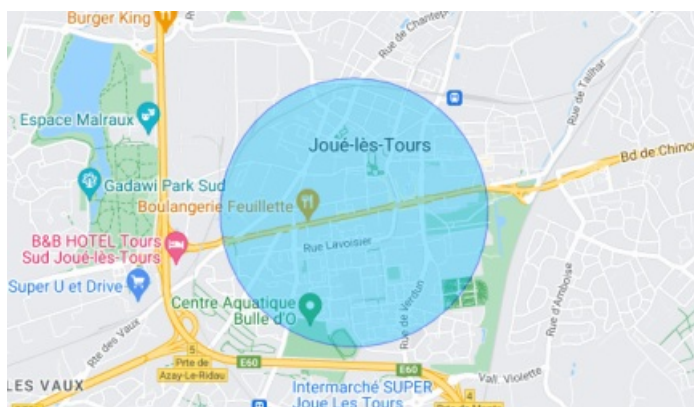 Burger King
Rue de Chantep
Rue de Tailhar
Espace Malraux
Joué-lès-Tours
Bd de Chinon
Gadawi Park Sud
Boulangerie Feuillette
B&B HOTEL Tours
Sud Joué-lès-Tours
Rue Lavoisier
Super U et Drive
Centre Aquatique
Bulle d'O
Rue de Verdun
Rue d'Amboise
Rte des Vaux
5
Prte de
Azay-Le-Ridau
E60
E60
Vall. Violette
LES VAUX
Intermarché SUPER
Joue Les Tours
4